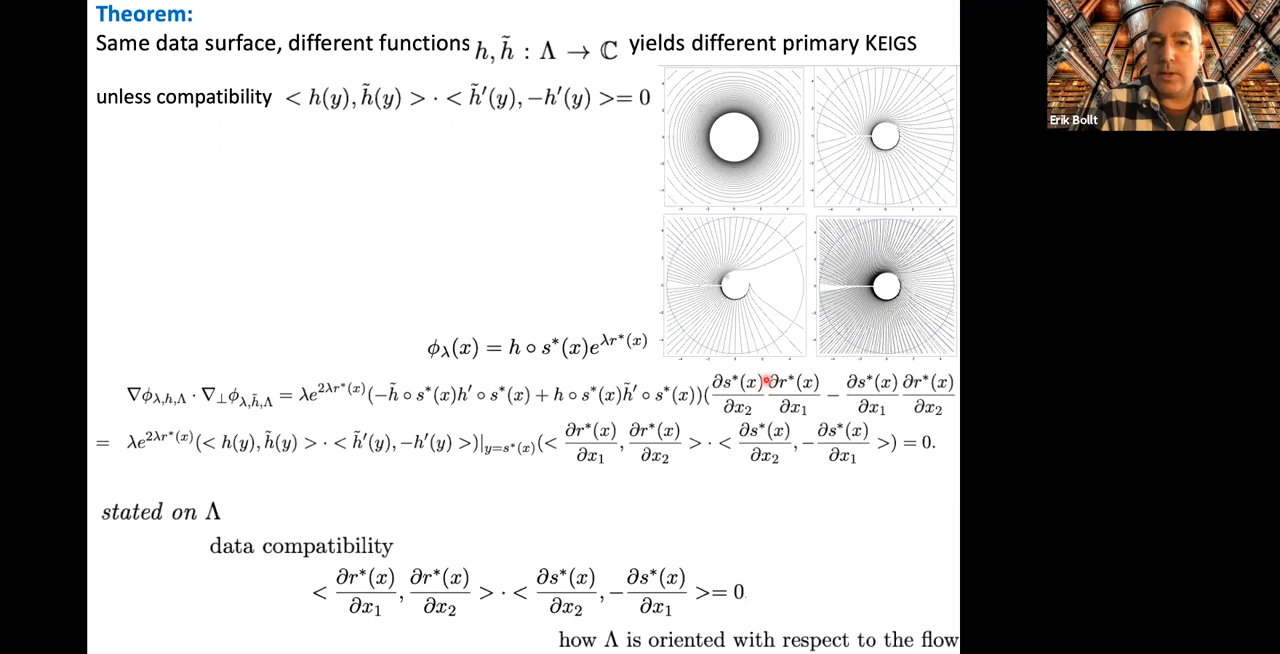 Theorem:
Same data surface, different functions h, h̃ : Λ → ℂ yields different primary KEIGS
unless compatibility < h(y), h̃(y) > · < h̃′(y), −h′(y) >= 0
Erik Bollt
ϕ_λ(x) = h ∘ s*(x)e^{λr*(x)}
∇ϕ_{λ,h,Λ} · ∇_⊥ϕ_{λ,h̃,Λ} = λe^{2λr*(x)}(−h̃ ∘ s*(x)h′ ∘ s*(x) + h ∘ s*(x)h̃′ ∘ s*(x))(∂s*(x)/∂x₂ ∂r*(x)/∂x₁ − ∂s*(x)/∂x₁ ∂r*(x)/∂x₂
= λe^{2λr*(x)}(< h(y), h̃(y) > · < h̃′(y), −h′(y) >)|_{y=s*(x)}(< ∂r*(x)/∂x₁, ∂r*(x)/∂x₂ > · < ∂s*(x)/∂x₂, −∂s*(x)/∂x₁ >) = 0.
stated on Λ
data compatibility
< ∂r*(x)/∂x₁, ∂r*(x)/∂x₂ > · < ∂s*(x)/∂x₂, −∂s*(x)/∂x₁ >= 0.
how Λ is oriented with respect to the flow